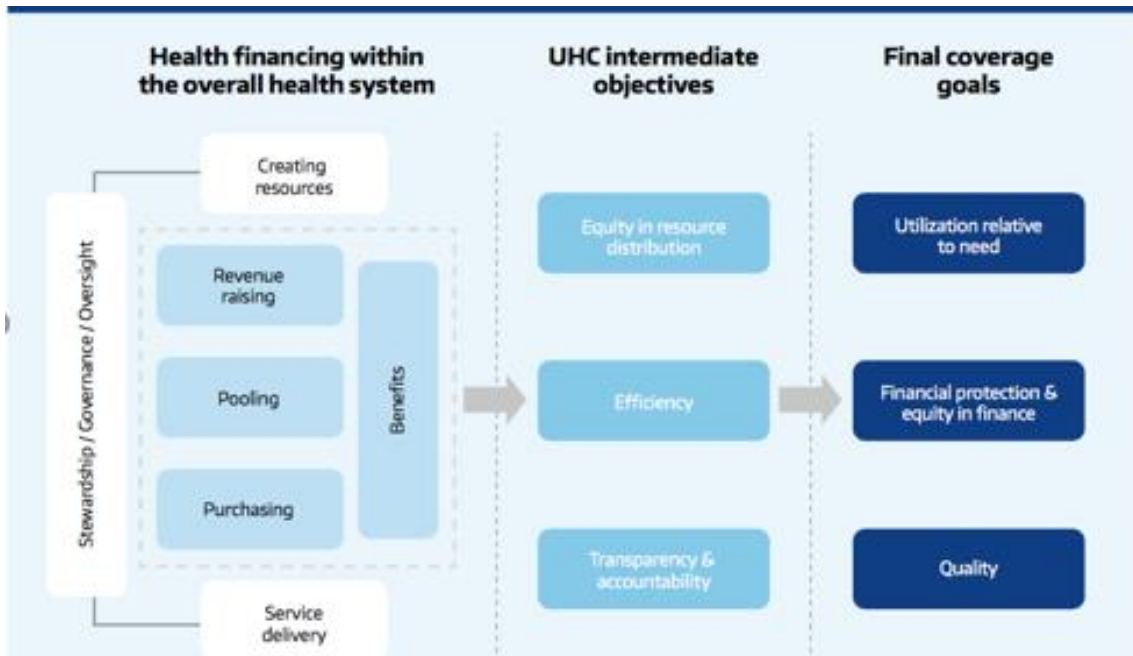 Health financing within
the overall health system
UHC intermediate
objectives
Final coverage
goals
Stewardship / Governance / Oversight
Creating
resources
Revenue
raising
Pooling
Purchasing
Benefits
Service
delivery
Equity in resource
distribution
Efficiency
Transparency &
accountability
Utilization relative
to need
Financial protection &
equity in finance
Quality